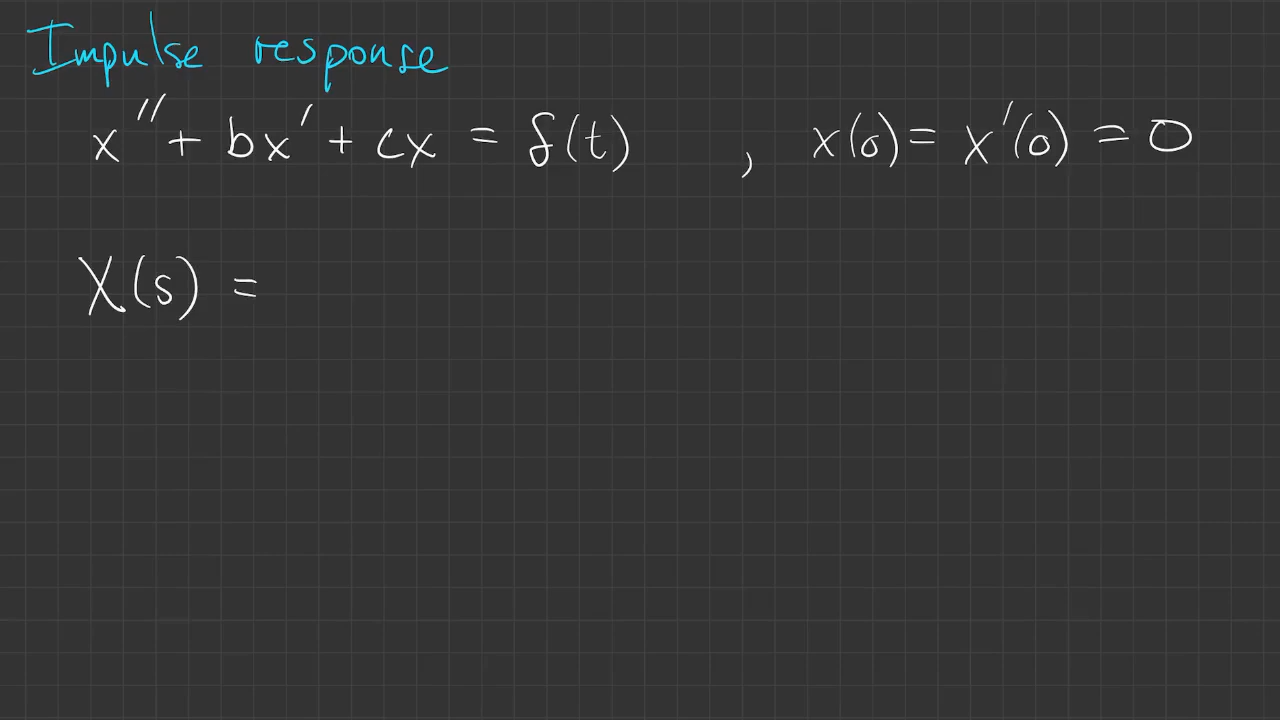 Impulse response
x'' + bx' + cx = δ(t) , x(0) = x'(0) = 0
X(s) =